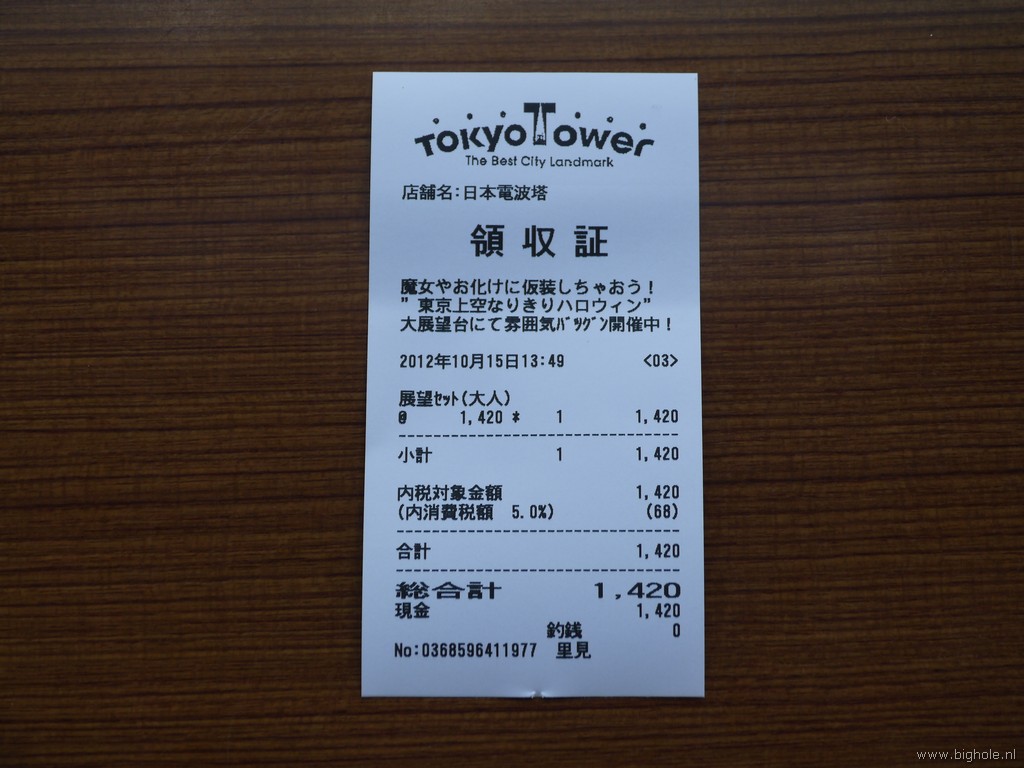 TOKYO TOWER
The Best City Landmark
店舗名:日本電波塔
領収証
魔女やお化けに仮装しちゃおう!
”東京上空なりきりハロウィン”
大展望台にて雰囲気ﾊﾞﾂｸﾞﾝ開催中!
2012年10月15日13:49 <03>
展望ｾｯﾄ(大人)
@ 1,420 * 1 1,420
小計 1 1,420
内税対象金額 1,420
(内消費税額 5.0%) (68)
合計 1,420
総合計 1,420
現金 1,420
釣銭 0
No:0368596411977 里見
www.bighole.nl